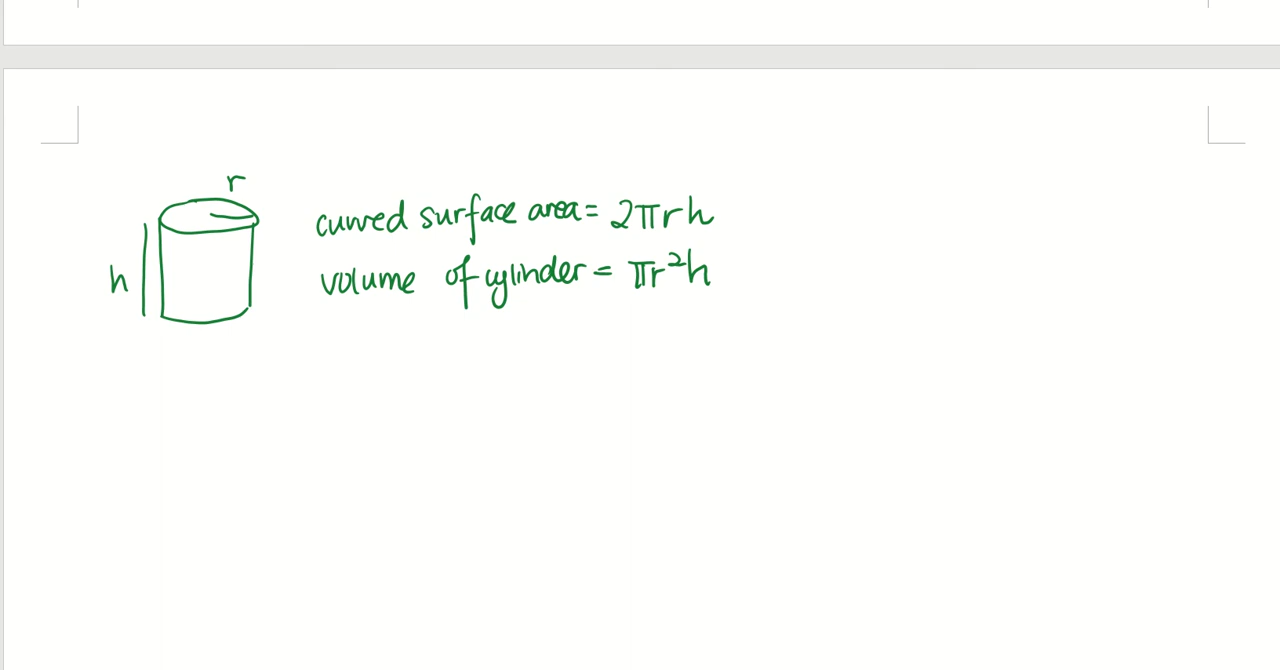 r
curved surface area = 2πrh
h
volume of cylinder = πr²h